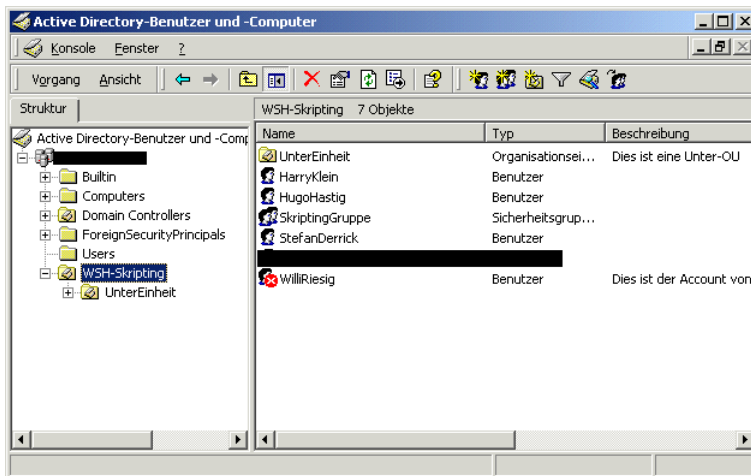 Active Directory-Benutzer und -Computer
Konsole Fenster ?
Vorgang Ansicht
Struktur
WSH-Skripting 7 Objekte
Active Directory-Benutzer und -Comp
Name Typ Beschreibung
Builtin
Computers
Domain Controllers
ForeignSecurityPrincipals
Users
WSH-Skripting
UnterEinheit
UnterEinheit Organisationsei... Dies ist eine Unter-OU
HarryKlein Benutzer
HugoHastig Benutzer
SkriptingGruppe Sicherheitsgrup...
StefanDerrick Benutzer
WilliRiesig Benutzer Dies ist der Account von